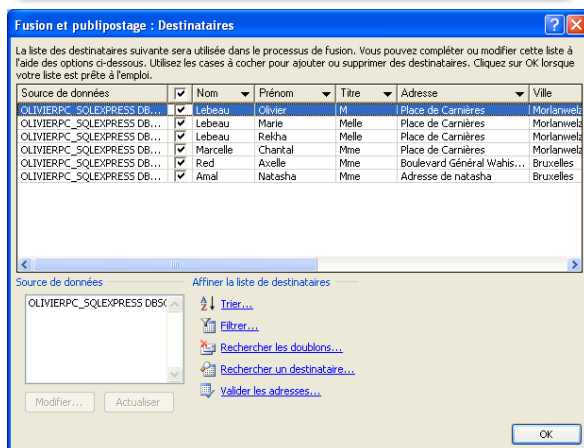 Fusion et publipostage : Destinataires
La liste des destinataires suivante sera utilisée dans le processus de fusion. Vous pouvez compléter ou modifier cette liste à
l'aide des options ci-dessous. Utilisez les cases à cocher pour ajouter ou supprimer des destinataires. Cliquez sur OK lorsque
votre liste est prête à l'emploi.
Source de données Nom Prénom Titre Adresse Ville
OLIVIERPC_SQLEXPRESS DB... Lebeau Olivier M Place de Carnières Morlanwelz
OLIVIERPC_SQLEXPRESS DB... Lebeau Marie Melle Place de Carnières Morlanwelz
OLIVIERPC_SQLEXPRESS DB... Lebeau Rekha Melle Place de Carnières Morlanwelz
OLIVIERPC_SQLEXPRESS DB... Marcelle Chantal Mme Place de Carnières Morlanwelz
OLIVIERPC_SQLEXPRESS DB... Red Axelle Mme Boulevard Général Wahis... Bruxelles
OLIVIERPC_SQLEXPRESS DB... Amal Natasha Mme Adresse de natasha Bruxelles
Source de données Affiner la liste de destinataires
OLIVIERPC_SQLEXPRESS DBSC
Trier...
Filtrer...
Rechercher les doublons...
Rechercher un destinataire...
Valider les adresses...
Modifier... Actualiser
OK